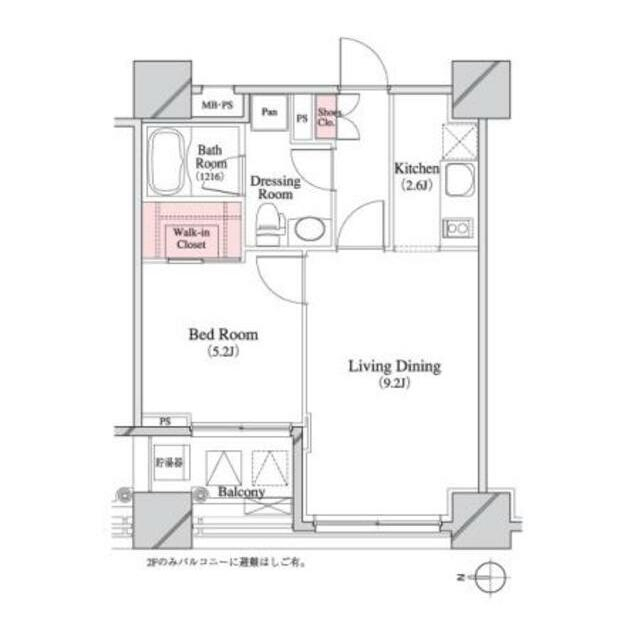 MB・PS
Pan
PS
Shoes
Clo.
Bath
Room
(1216)
Kitchen
(2.6J)
Dressing
Room
Walk-in
Closet
Bed Room
(5.2J)
Living Dining
(9.2J)
PS
貯湯器
Balcony
2Fのみバルコニーに避難はしご有。
N